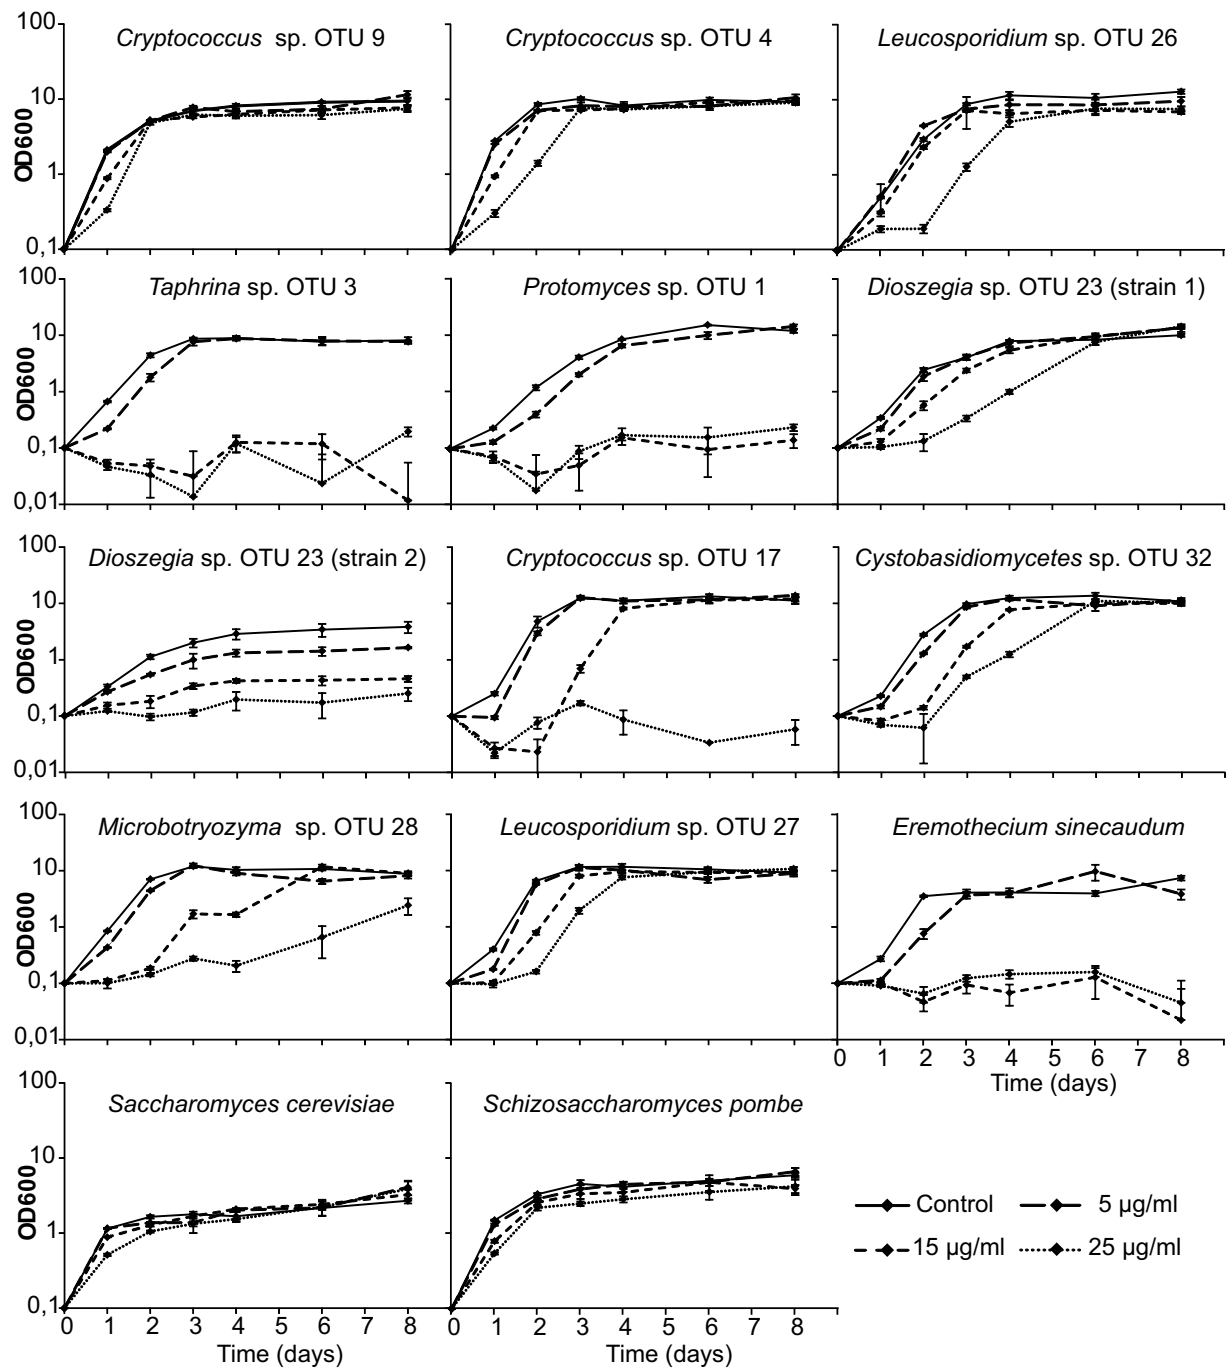 Cryptococcus sp. OTU 9
Cryptococcus sp. OTU 4
Leucosporidium sp. OTU 26
100
10
1
0,1
OD600
Taphrina sp. OTU 3
Protomyces sp. OTU 1
Dioszegia sp. OTU 23 (strain 1)
100
10
1
0,1
0,01
OD600
Dioszegia sp. OTU 23 (strain 2)
Cryptococcus sp. OTU 17
Cystobasidiomycetes sp. OTU 32
100
10
1
0,1
0,01
OD600
Microbotryozyma sp. OTU 28
Leucosporidium sp. OTU 27
Eremothecium sinecaudum
100
10
1
0,1
0,01
OD600
0 1 2 3 4 6 7 8
Time (days)
Saccharomyces cerevisiae
Schizosaccharomyces pombe
100
10
1
0,1
OD600
0 1 2 3 4 6 7 8
Time (days)
0 1 2 3 4 6 7 8
Time (days)
Control
5 µg/ml
15 µg/ml
25 µg/ml